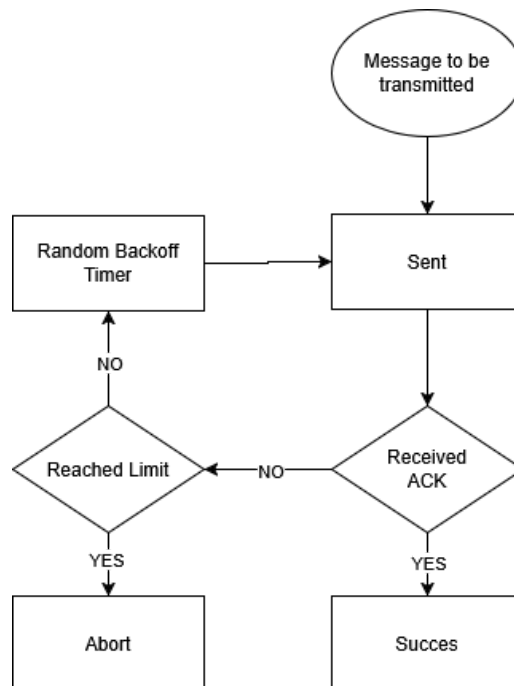 Message to be
transmitted
Random Backoff
Timer
Sent
NO
Reached Limit
NO
Received
ACK
YES
YES
Abort
Succes